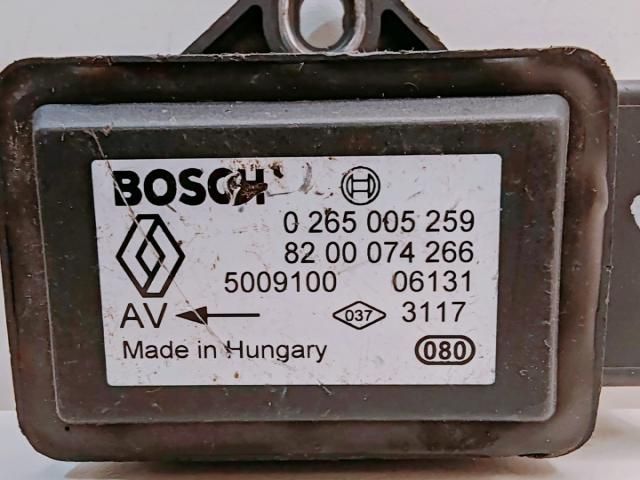 BOSCH
0 265 005 259
82 00 074 266
5009100 06131
AV 037 3117
Made in Hungary 080